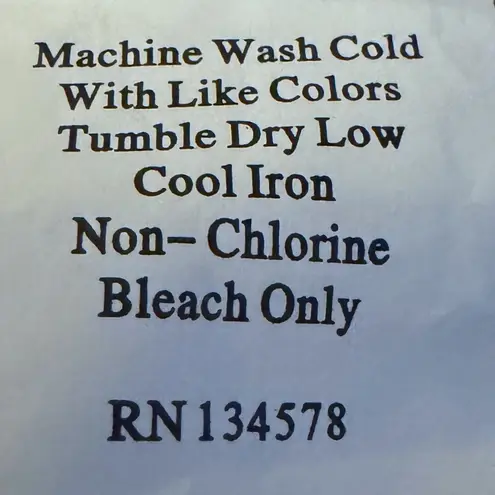 Machine Wash Cold
With Like Colors
Tumble Dry Low
Cool Iron
Non-Chlorine
Bleach Only
RN 134578